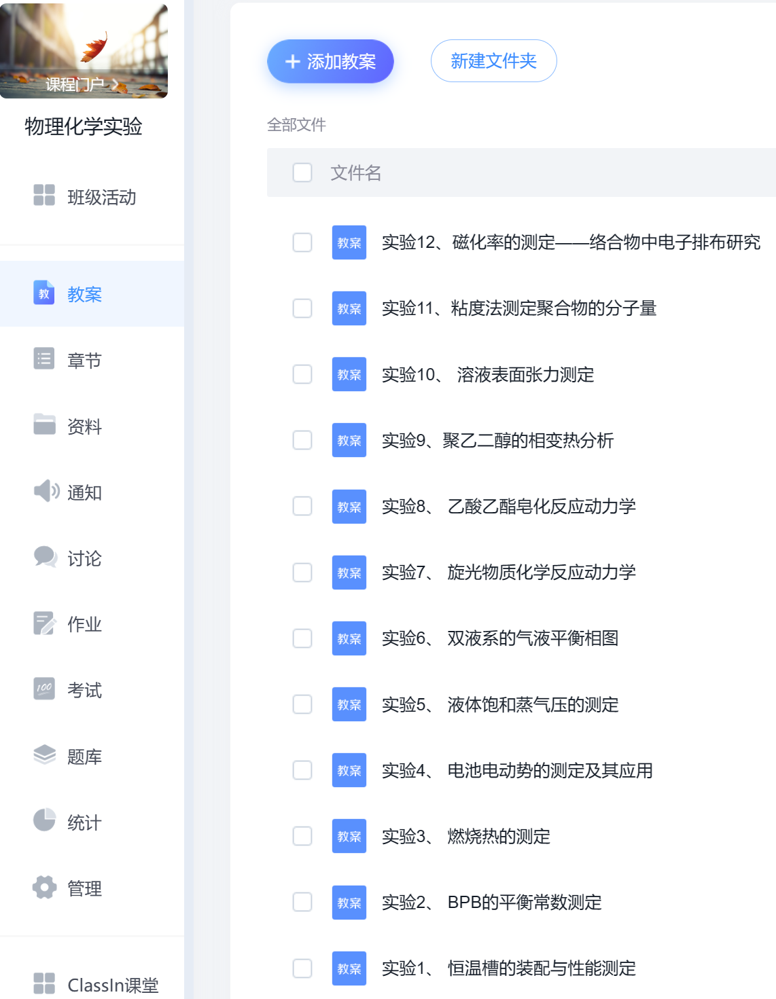 课程门户
物理化学实验
班级活动
教
教案
章节
资料
通知
讨论
作业
100
考试
题库
统计
管理
ClassIn课堂
+ 添加教案
新建文件夹
全部文件
文件名
教案 实验12、磁化率的测定——络合物中电子排布研究
教案 实验11、粘度法测定聚合物的分子量
教案 实验10、 溶液表面张力测定
教案 实验9、聚乙二醇的相变热分析
教案 实验8、 乙酸乙酯皂化反应动力学
教案 实验7、 旋光物质化学反应动力学
教案 实验6、 双液系的气液平衡相图
教案 实验5、 液体饱和蒸气压的测定
教案 实验4、 电池电动势的测定及其应用
教案 实验3、 燃烧热的测定
教案 实验2、 BPB的平衡常数测定
教案 实验1、 恒温槽的装配与性能测定